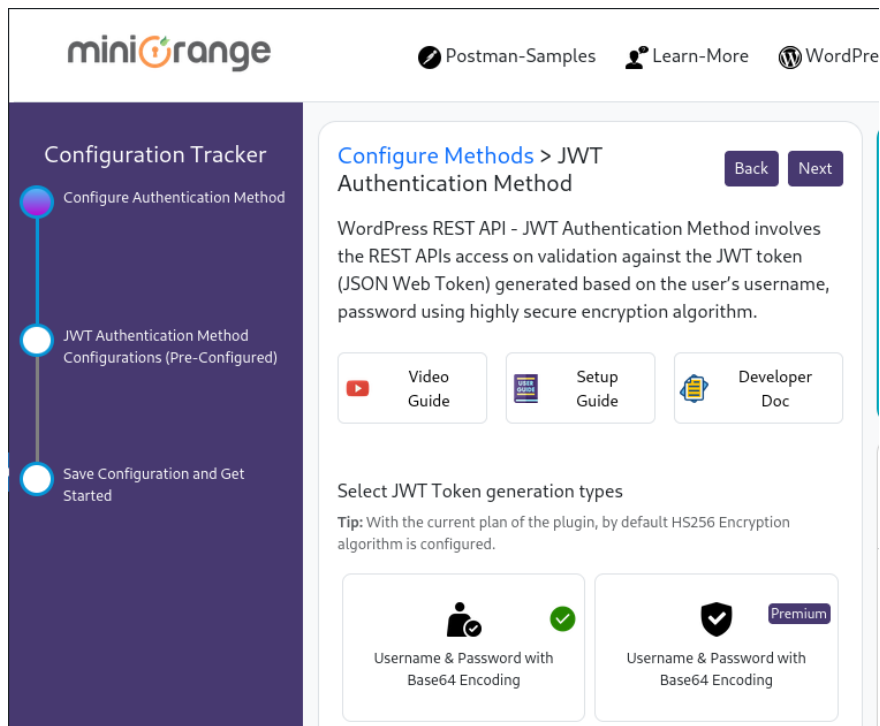 miniOrange
Postman-Samples
Learn-More
WordPre
Configuration Tracker
Configure Authentication Method
JWT Authentication Method
Configurations (Pre-Configured)
Save Configuration and Get
Started
Configure Methods > JWT
Authentication Method
Back
Next
WordPress REST API - JWT Authentication Method involves
the REST APIs access on validation against the JWT token
(JSON Web Token) generated based on the user's username,
password using highly secure encryption algorithm.
Video
Guide
USER
GUIDE
Setup
Guide
Developer
Doc
Select JWT Token generation types
Tip: With the current plan of the plugin, by default HS256 Encryption
algorithm is configured.
Username & Password with
Base64 Encoding
Premium
Username & Password with
Base64 Encoding